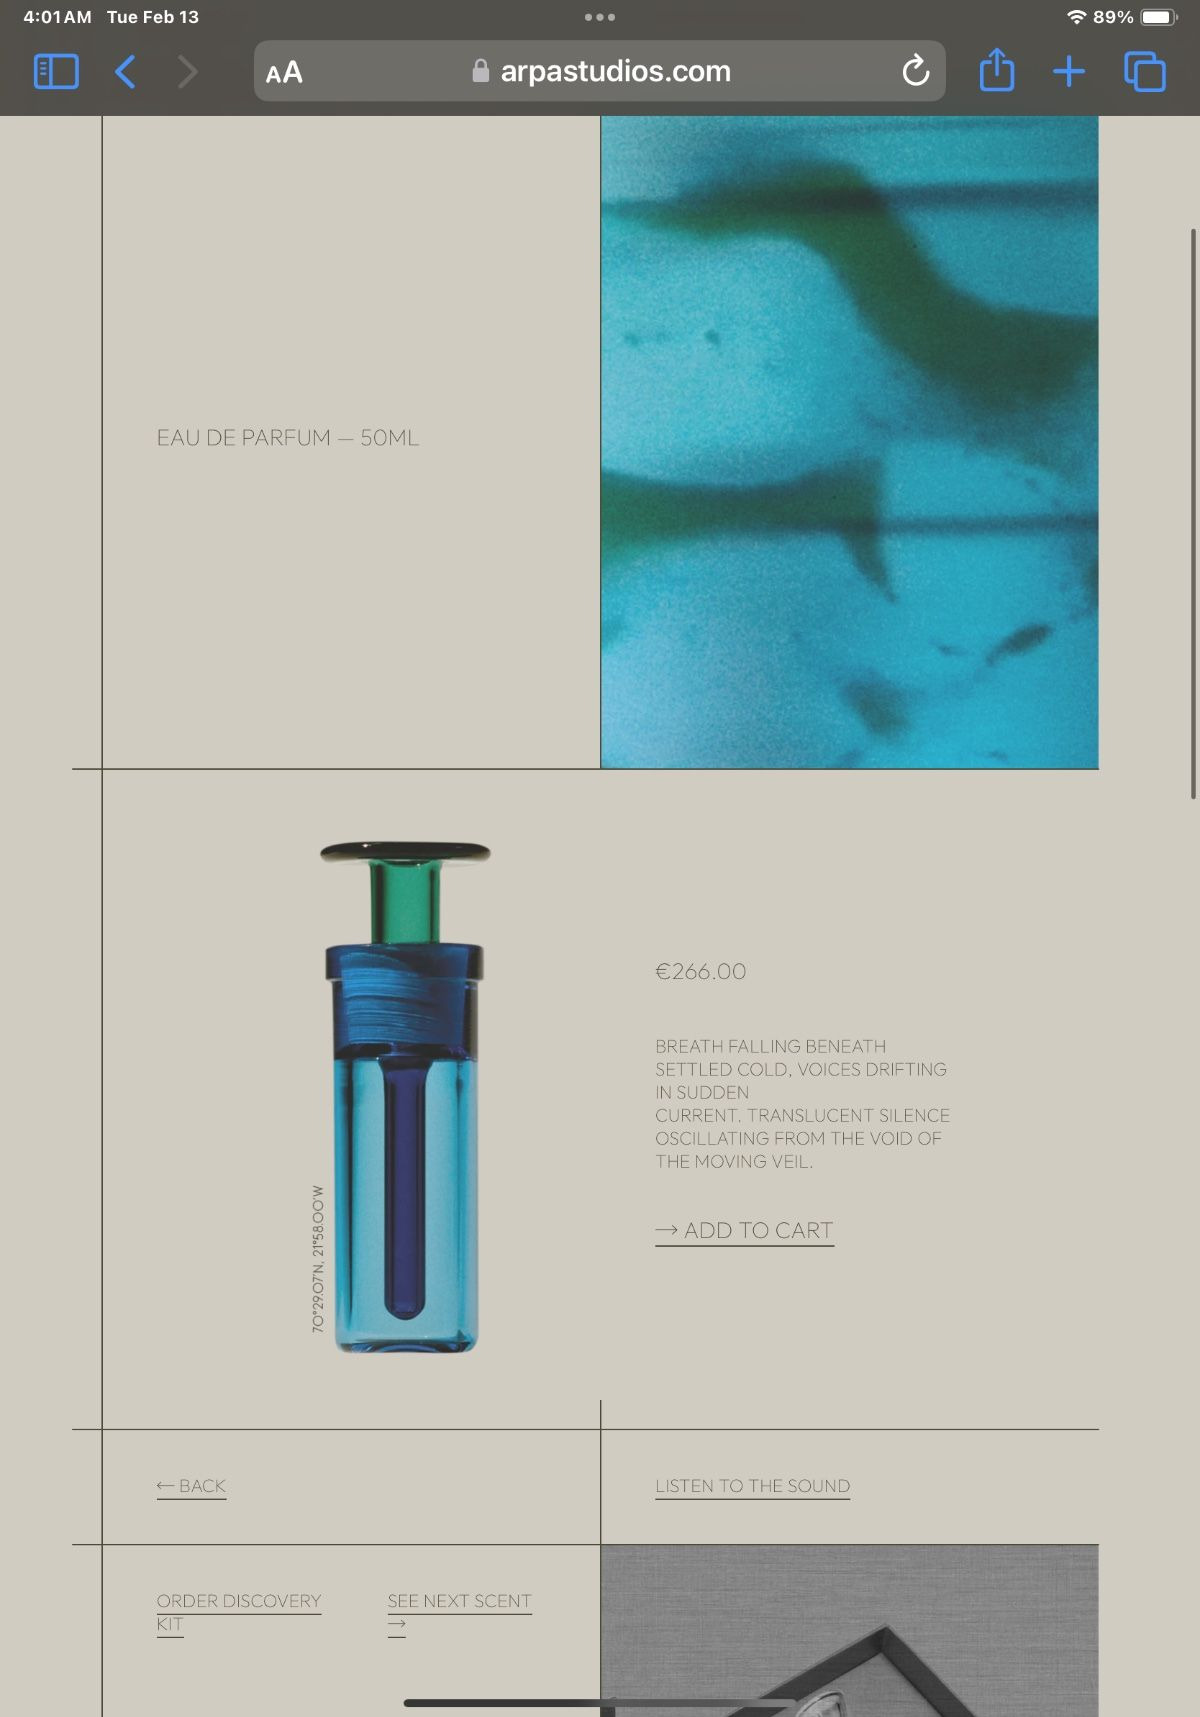 4:01 AM Tue Feb 13
89%
AA
arpastudios.com
EAU DE PARFUM — 50ML
€266.00
BREATH FALLING BENEATH
SETTLED COLD, VOICES DRIFTING
IN SUDDEN
CURRENT. TRANSLUCENT SILENCE
OSCILLATING FROM THE VOID OF
THE MOVING VEIL.
70°29.07'N, 21°58.00'W
→ ADD TO CART
← BACK
LISTEN TO THE SOUND
ORDER DISCOVERY
KIT
SEE NEXT SCENT
→